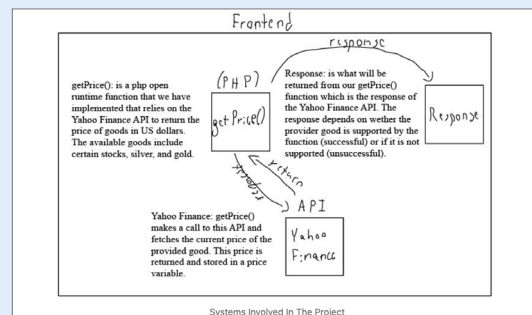 Frontend
response
getPrice(): is a php open
runtime function that we have
implemented that relies on the
Yahoo Finance API to return the
price of goods in US dollars.
The available goods include
certain stocks, silver, and gold.
(PHP)
getPrice()
Response: is what will be
returned from our getPrice()
function which is the response of
the Yahoo Finance API. The
response depends on wether the
provider good is supported by the
function (successful) or if it is not
supported (unsuccessful).
Response
return
request
Yahoo Finance: getPrice()
makes a call to this API and
fetches the current price of the
provided good. This price is
returned and stored in a price
variable.
API
Yahoo
Finance
Systems Involved In The Project